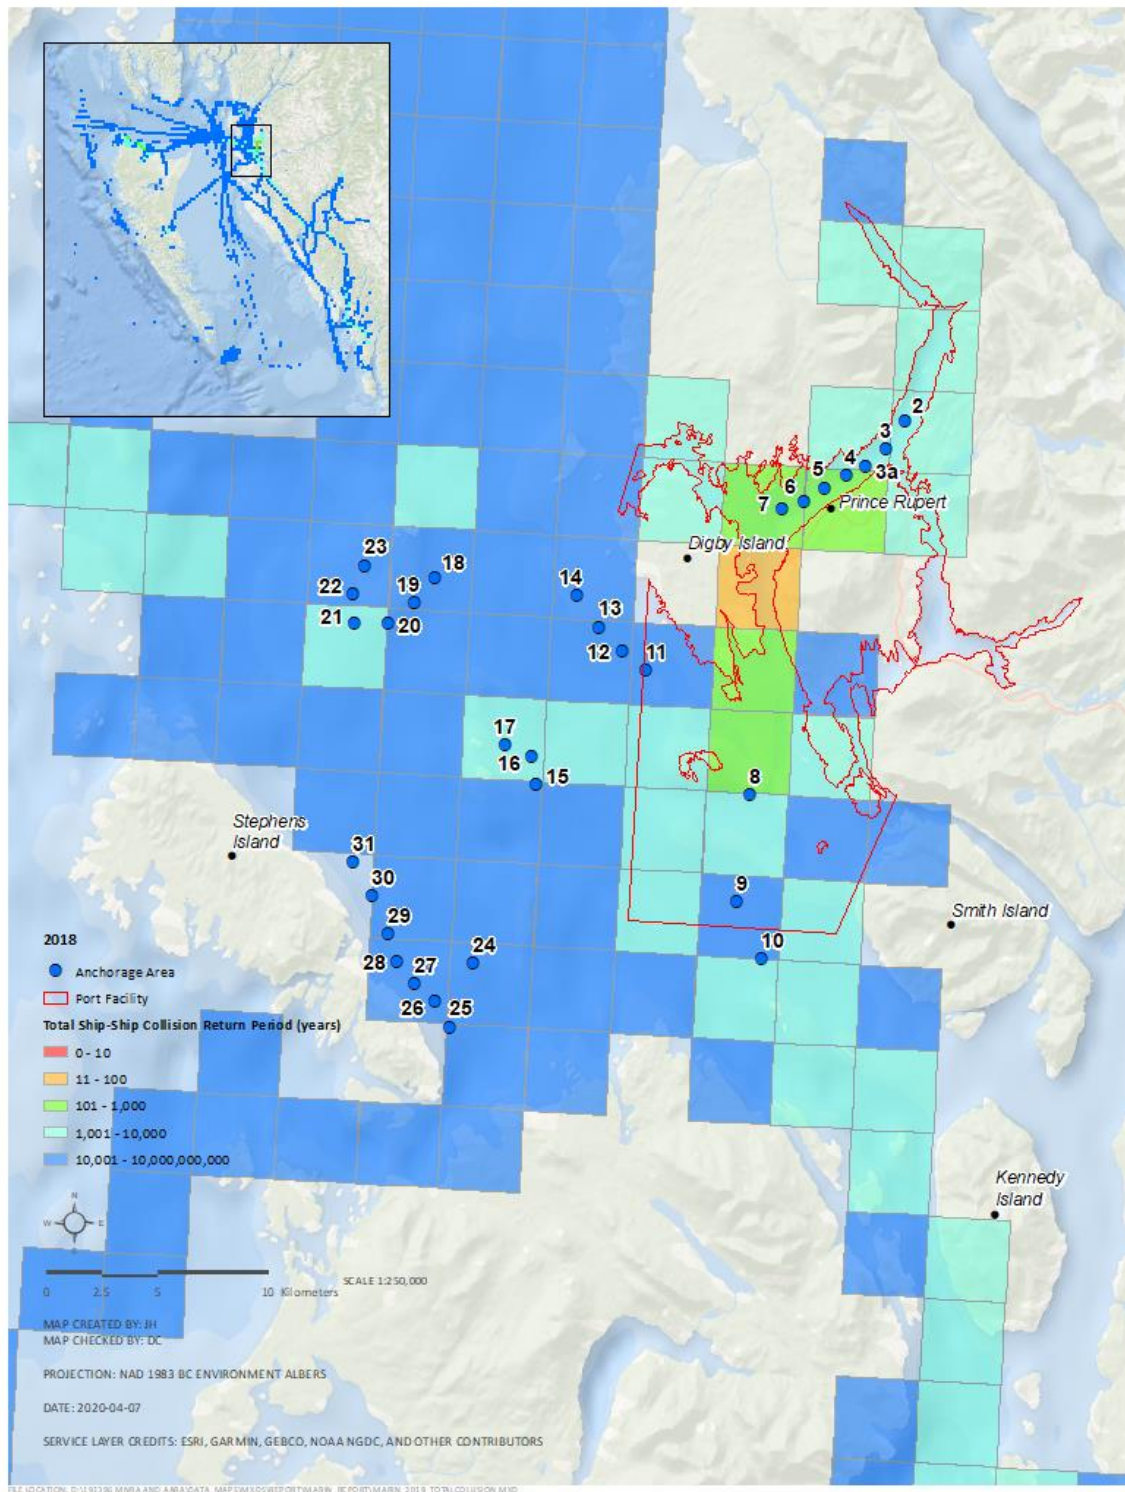 2
3
4
3a
5
6
7
Prince Rupert
Digby Island
23
18
22
19
14
21
20
13
12
11
17
16
15
8
Stephens
Island
31
30
9
Smith Island
29
10
28
24
27
26
25
2018
Anchorage Area
Port Facility
Total Ship-Ship Collision Return Period (years)
0 - 10
11 - 100
101 - 1,000
1,001 - 10,000
10,001 - 10,000,000,000
Kennedy
Island
N
W
E
0 2.5 5 10 Kilometers
SCALE 1:250,000
MAP CREATED BY: JH
MAP CHECKED BY: DC
PROJECTION: NAD 1983 BC ENVIRONMENT ALBERS
DATE: 2020-04-07
SERVICE LAYER CREDITS: ESRI, GARMIN, GEBCO, NOAA NGDC, AND OTHER CONTRIBUTORS